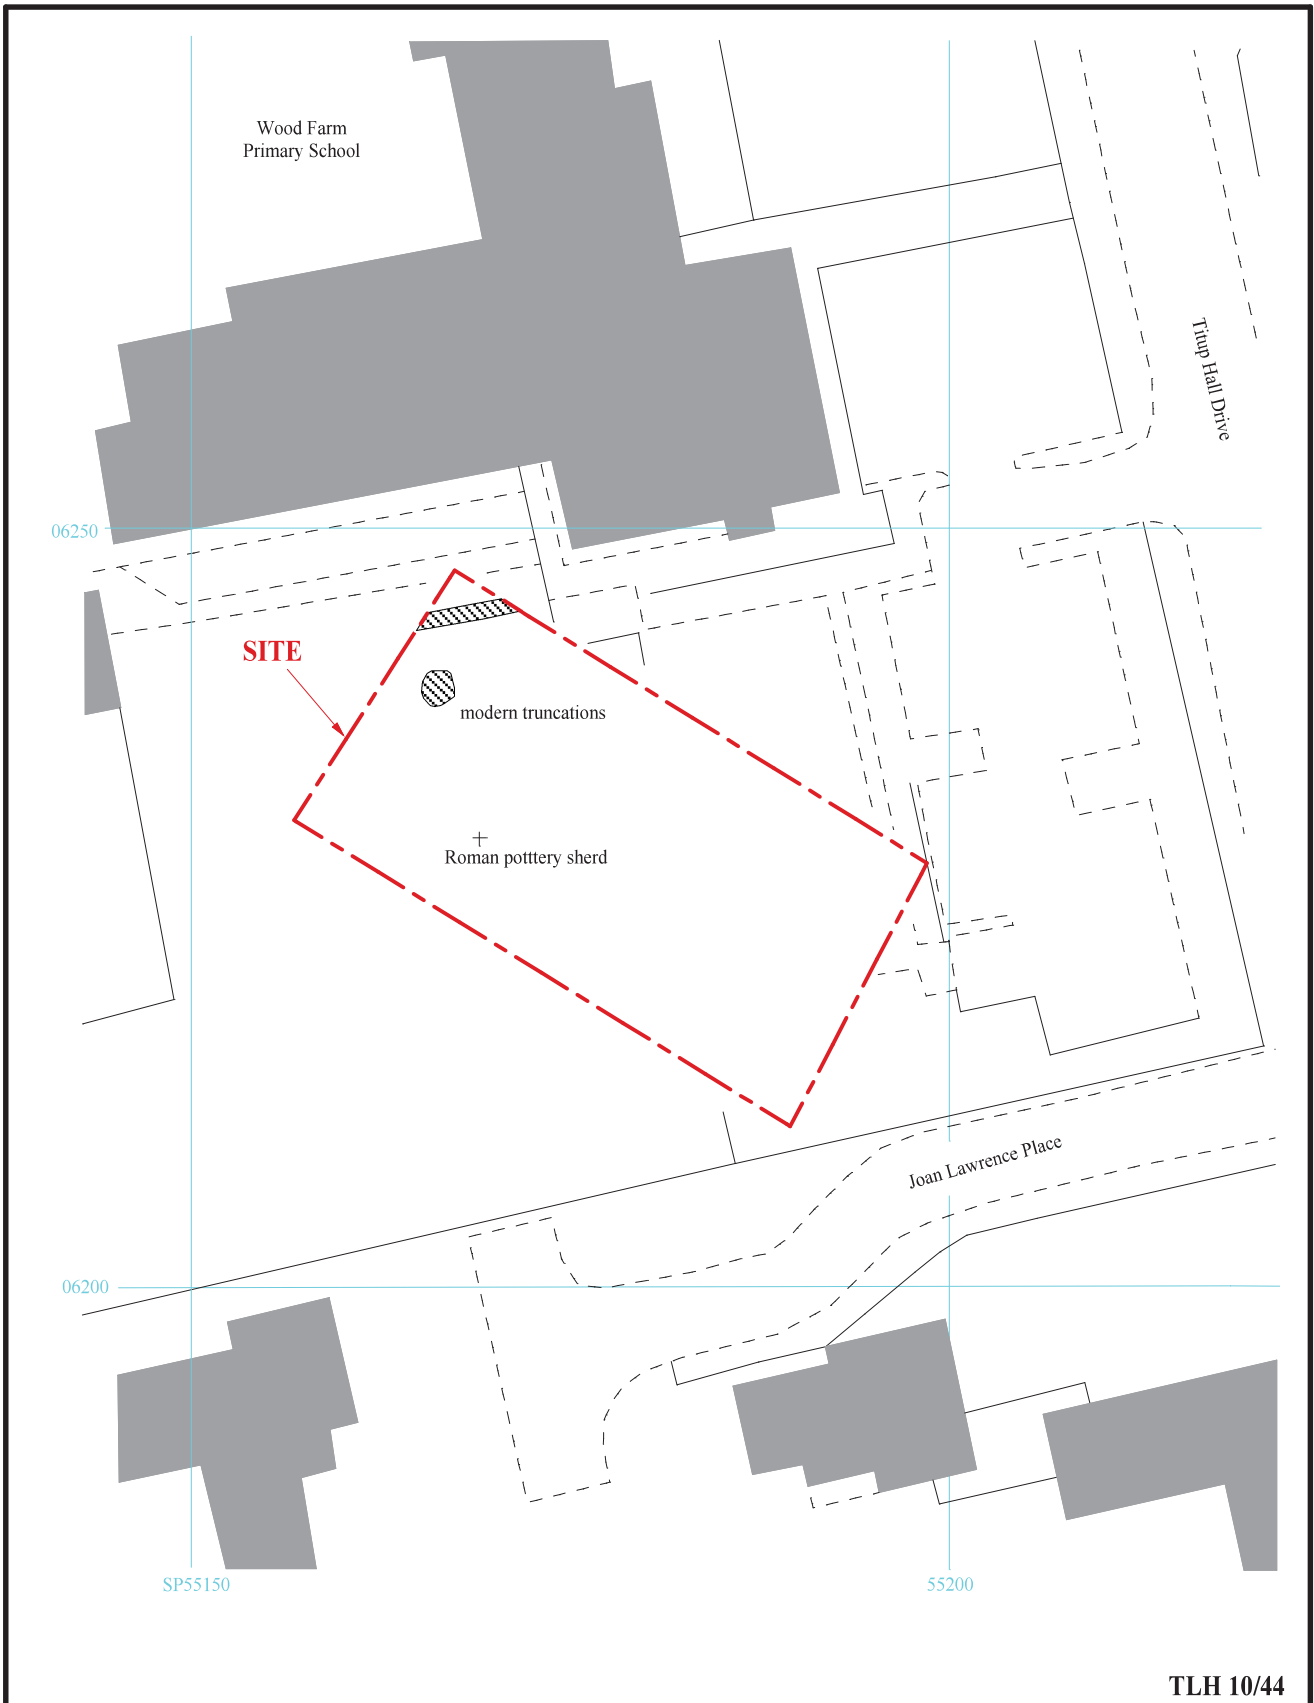 Wood Farm
Primary School
Titup Hall Drive
06250
SITE
modern truncations
Roman potttery sherd
Joan Lawrence Place
06200
SP55150
55200
TLH 10/44